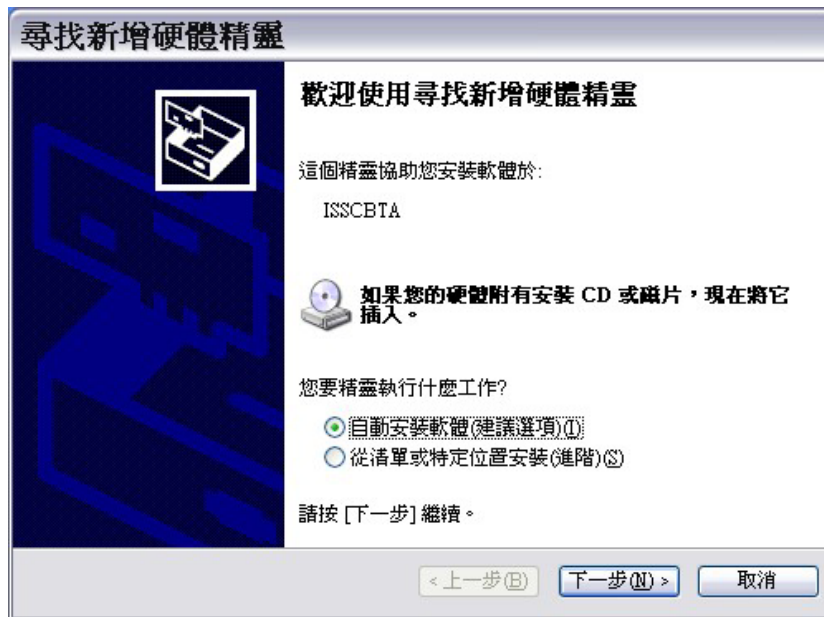 尋找新增硬體精靈
歡迎使用尋找新增硬體精靈
這個精靈協助您安裝軟體於:
ISSCBTA
如果您的硬體附有安裝 CD 或磁片，現在將它
插入。
您要精靈執行什麼工作?
自動安裝軟體(建議選項)(I)
從清單或特定位置安裝(進階)(S)
請按 [下一步] 繼續。
< 上一步(B) 下一步(N) > 取消